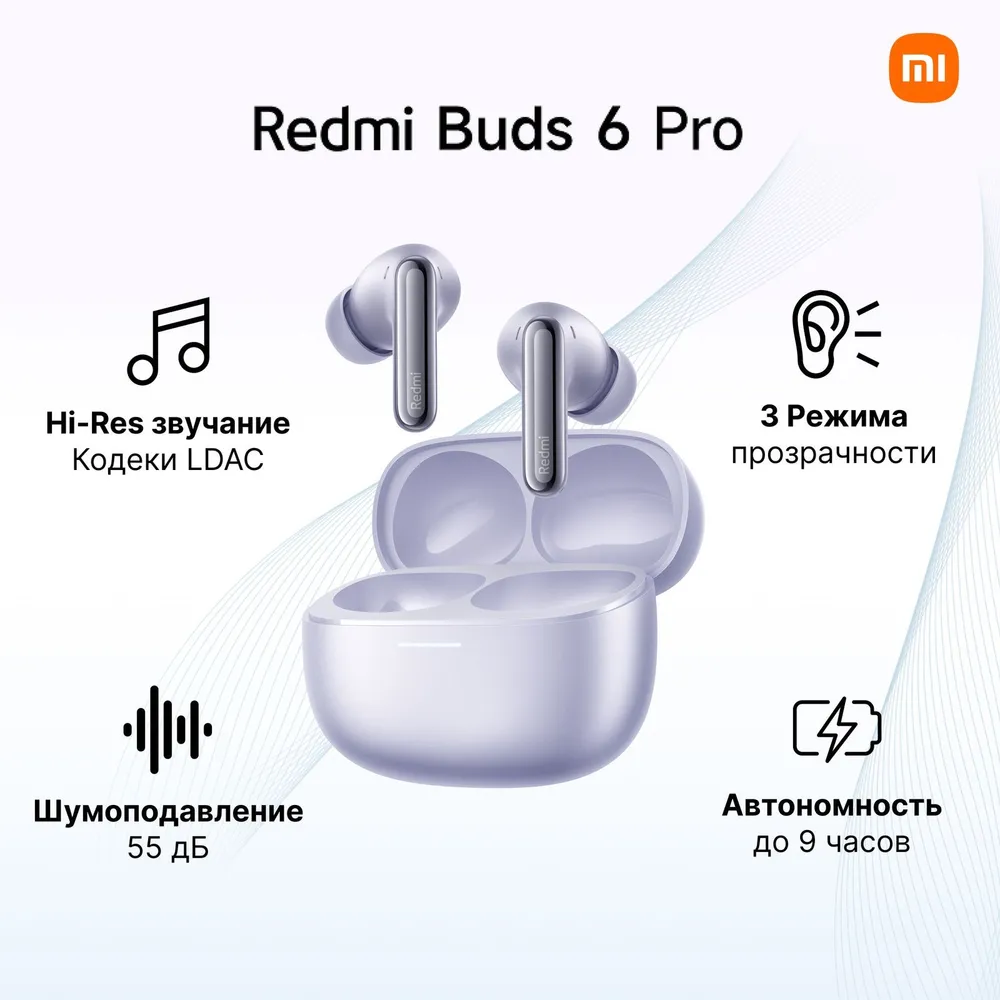 mi
Redmi Buds 6 Pro
Redmi
Redmi
Hi-Res звучание
Кодеки LDAC
3 Режима
прозрачности
Шумоподавление
55 дБ
Автономность
до 9 часов